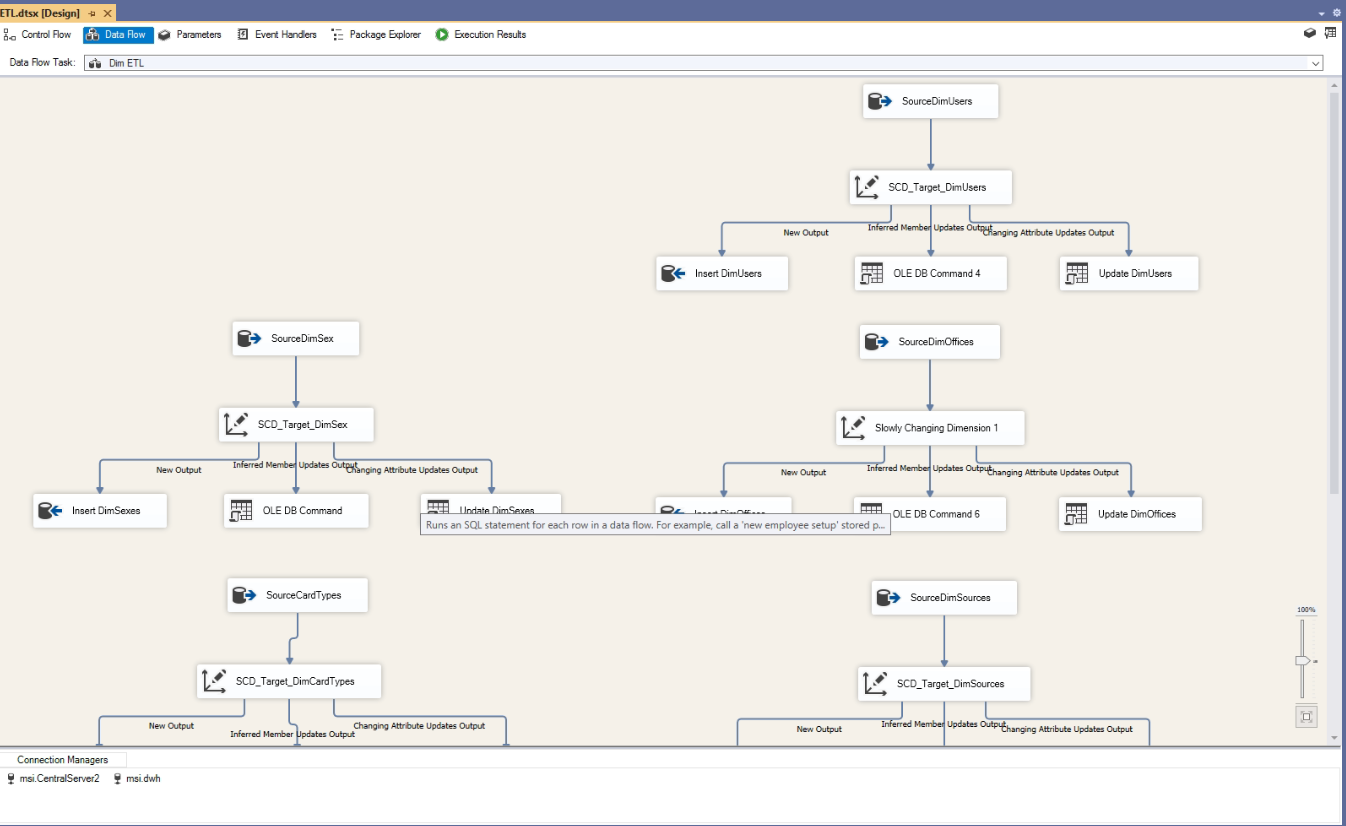 ETL.dtsx [Design]
Control Flow
Data Flow
Parameters
Event Handlers
Package Explorer
Execution Results
Data Flow Task:
Dim ETL
SourceDimUsers
SCD_Target_DimUsers
New Output
Inferred Member Updates Output
Changing Attribute Updates Output
Insert DimUsers
OLE DB Command 4
Update DimUsers
SourceDimSex
SourceDimOffices
SCD_Target_DimSex
Slowly Changing Dimension 1
New Output
Inferred Member Updates Output
Changing Attribute Updates Output
New Output
Inferred Member Updates Output
Changing Attribute Updates Output
Insert DimSexes
OLE DB Command
Update DimSexes
Insert DimOffices
OLE DB Command 6
Update DimOffices
Runs an SQL statement for each row in a data flow. For example, call a 'new employee setup' stored p...
SourceCardTypes
SourceDimSources
100%
SCD_Target_DimCardTypes
SCD_Target_DimSources
New Output
Inferred Member Updates Output
Changing Attribute Updates Output
New Output
Inferred Member Updates Output
Changing Attribute Updates Output
Connection Managers
msi.CentralServer2
msi.dwh